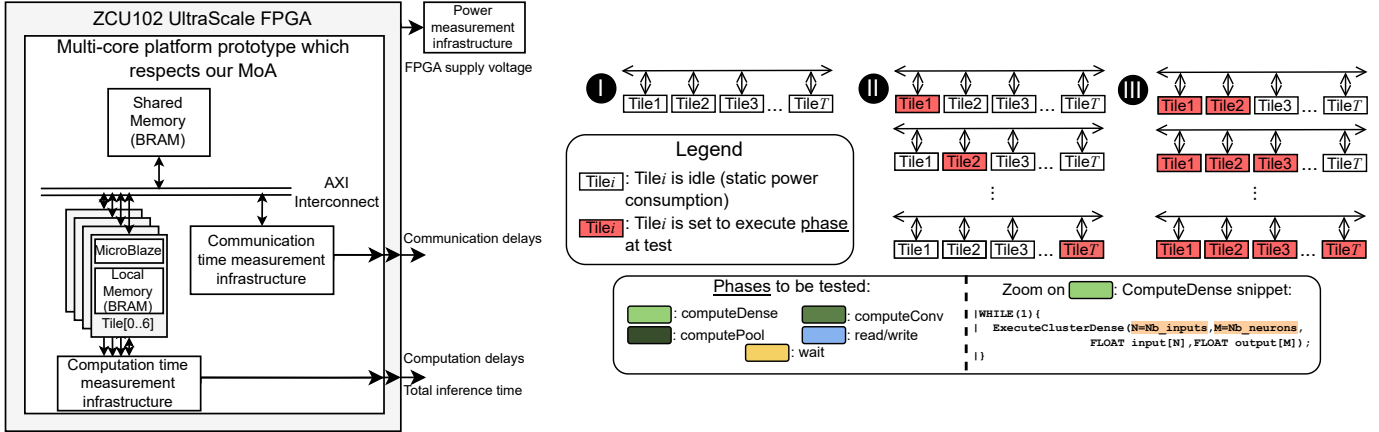 ZCU102 UltraScale FPGA
Multi-core platform prototype which
respects our MoA
Shared
Memory
(BRAM)
AXI
Interconnect
MicroBlaze
Local
Memory
(BRAM)
Tile[0..6]
Communication
time measurement
infrastructure
Computation time
measurement
infrastructure
Power
measurement
infrastructure
FPGA supply voltage
Communication delays
Computation delays
Total inference time
I
Tile1 Tile2 Tile3 ... TileT
Legend
Tilei : Tilei is idle (static power
consumption)
Tilei : Tilei is set to execute phase
at test
II
Tile1 Tile2 Tile3 ... TileT
Tile1 Tile2 Tile3 ... TileT
⋮
Tile1 Tile2 Tile3 ... TileT
III
Tile1 Tile2 Tile3 ... TileT
Tile1 Tile2 Tile3 ... TileT
⋮
Tile1 Tile2 Tile3 ... TileT
Phases to be tested:
: computeDense
: computeConv
: computePool
: read/write
: wait
Zoom on : ComputeDense snippet:
|WHILE(1){
| ExecuteClusterDense(N=Nb_inputs,M=Nb_neurons,
FLOAT input[N],FLOAT output[M]);
|}